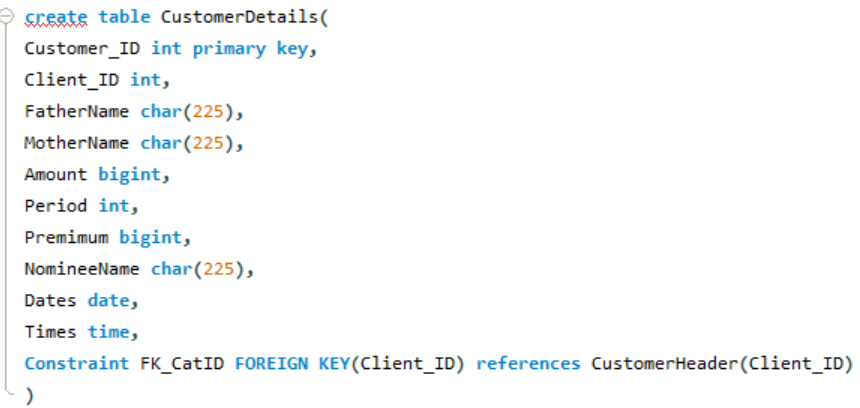 create table CustomerDetails(
Customer_ID int primary key,
Client_ID int,
FatherName char(225),
MotherName char(225),
Amount bigint,
Period int,
Premimum bigint,
NomineeName char(225),
Dates date,
Times time,
Constraint FK_CatID FOREIGN KEY(Client_ID) references CustomerHeader(Client_ID)
)